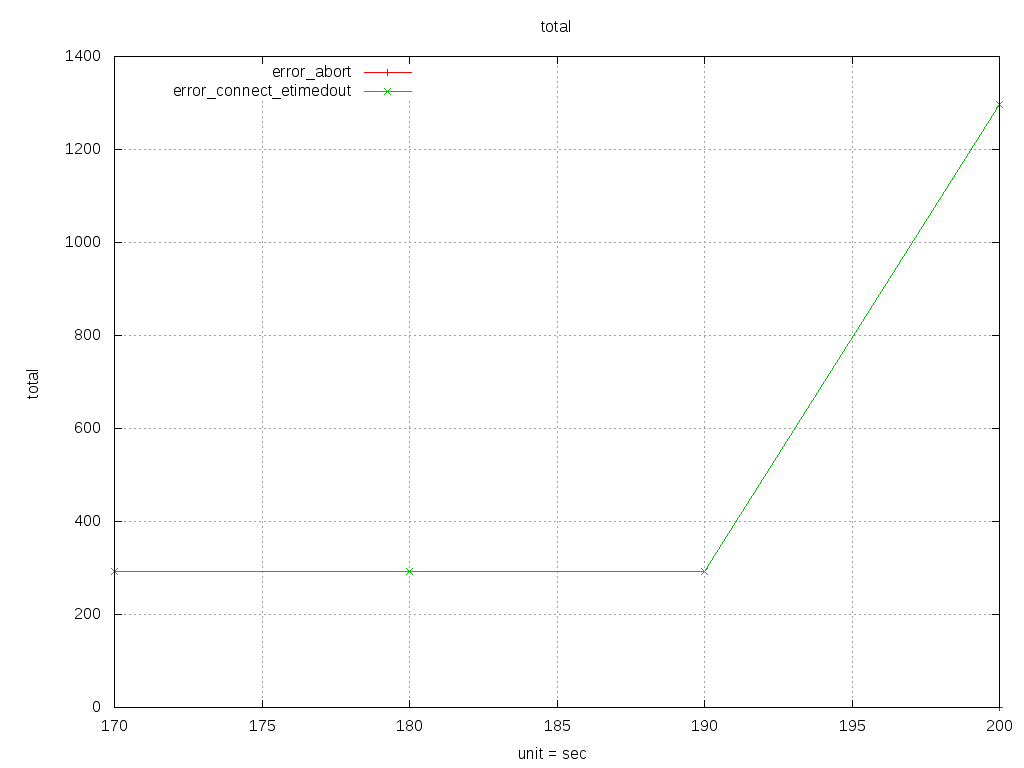 total
1400
1200
1000
800
600
400
200
0
error_abort
error_connect_etimedout
total
170 175 180 185 190 195 200
unit = sec